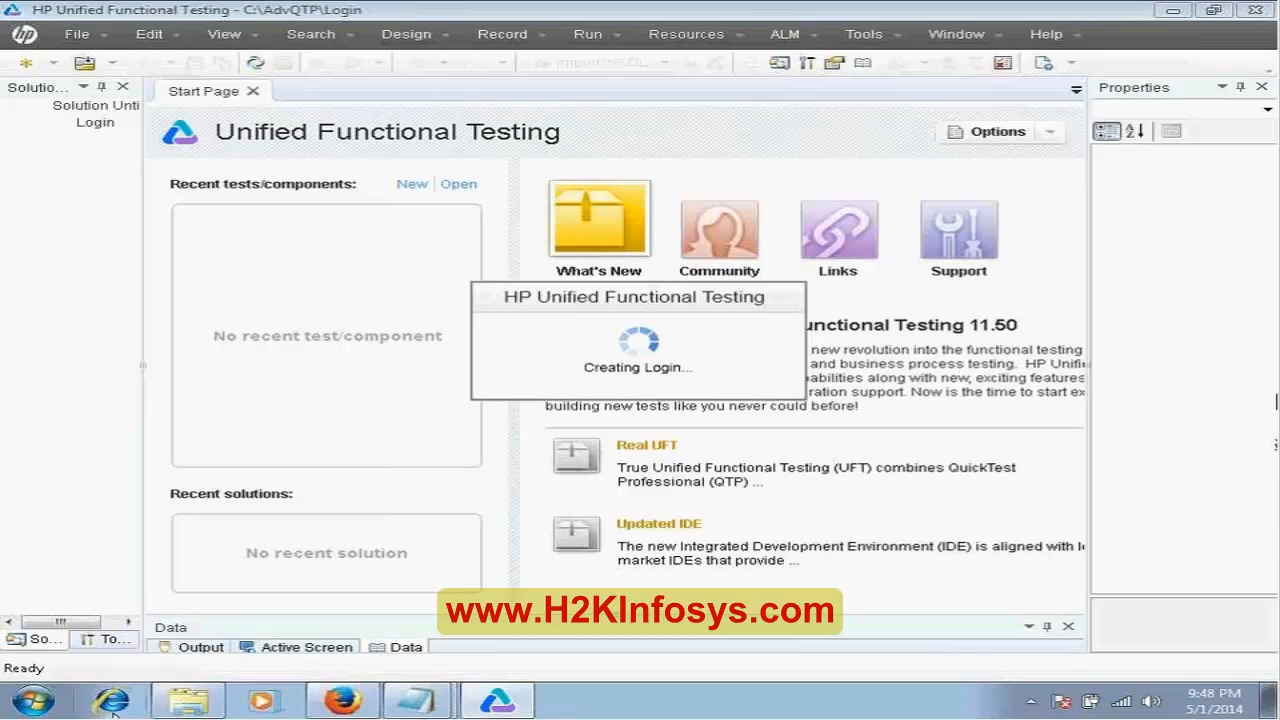 HP Unified Functional Testing - C:\AdvQTP\Login
hp File Edit View Search Design Record Run Resources ALM Tools Window Help
Import WSDL
Solutio...
Solution Unti
Login
Start Page
Properties
Unified Functional Testing
Options
Recent tests/components: New Open
No recent test/component
Recent solutions:
No recent solution
What's New
Community
Links
Support
HP Unified Functional Testing
Creating Login...
unctional Testing 11.50
new revolution into the functional testing
and business process testing. HP Unifi
abilities along with new, exciting features
ration support. Now is the time to start ex
building new tests like you never could before!
Real UFT
True Unified Functional Testing (UFT) combines QuickTest
Professional (QTP) ...
Updated IDE
The new Integrated Development Environment (IDE) is aligned with le
market IDEs that provide ...
www.H2KInfosys.com
Data
So... To...
Output Active Screen Data
Ready
9:48 PM
5/1/2014